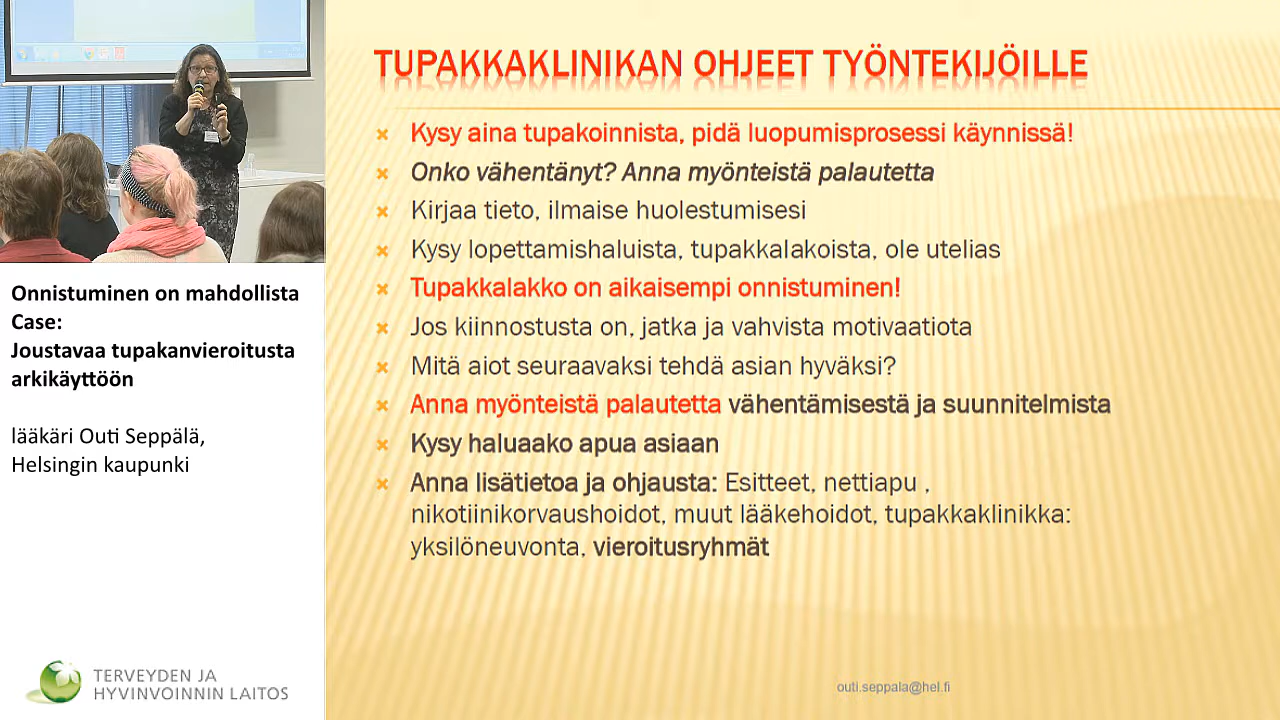 TUPAKKAKLINIKAN OHJEET TYÖNTEKIJÖILLE
Kysy aina tupakoinnista, pidä luopumisprosessi käynnissä!
Onko vähentänyt? Anna myönteistä palautetta
Kirjaa tieto, ilmaise huolestumisesi
Kysy lopettamishaluista, tupakkalakoista, ole utelias
Tupakkalakko on aikaisempi onnistuminen!
Jos kiinnostusta on, jatka ja vahvista motivaatiota
Mitä aiot seuraavaksi tehdä asian hyväksi?
Anna myönteistä palautetta vähentämisestä ja suunnitelmista
Kysy haluaako apua asiaan
Anna lisätietoa ja ohjausta: Esitteet, nettiapu ,
nikotiinikorvaushoidot, muut lääkehoidot, tupakkaklinikka:
yksilöneuvonta, vieroitusryhmät
outi.seppala@hel.fi
Onnistuminen on mahdollista
Case:
Joustavaa tupakanvieroitusta
arkikäyttöön
lääkäri Outi Seppälä,
Helsingin kaupunki
TERVEYDEN JA
HYVINVOINNIN LAITOS